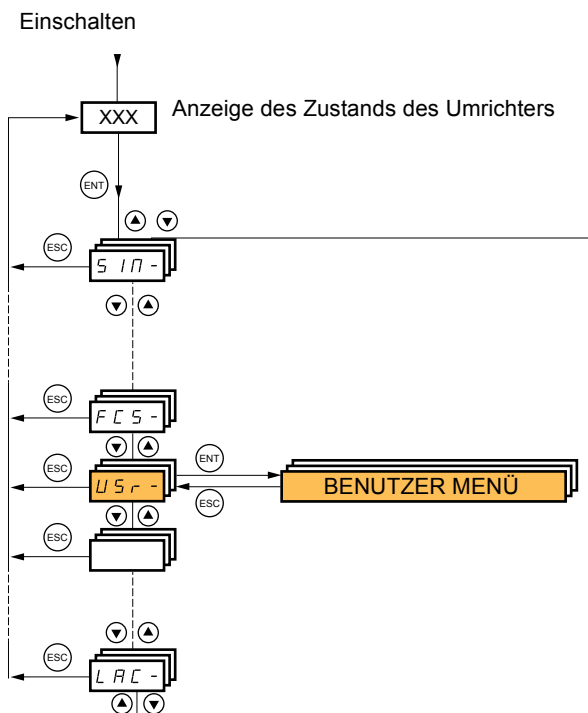 Einschalten
XXX
Anzeige des Zustands des Umrichters
ENT
ESC
SIM-
ESC
FCS-
ENT
ESC
USr-
BENUTZER MENÜ
ESC
ESC
ESC
LAC-